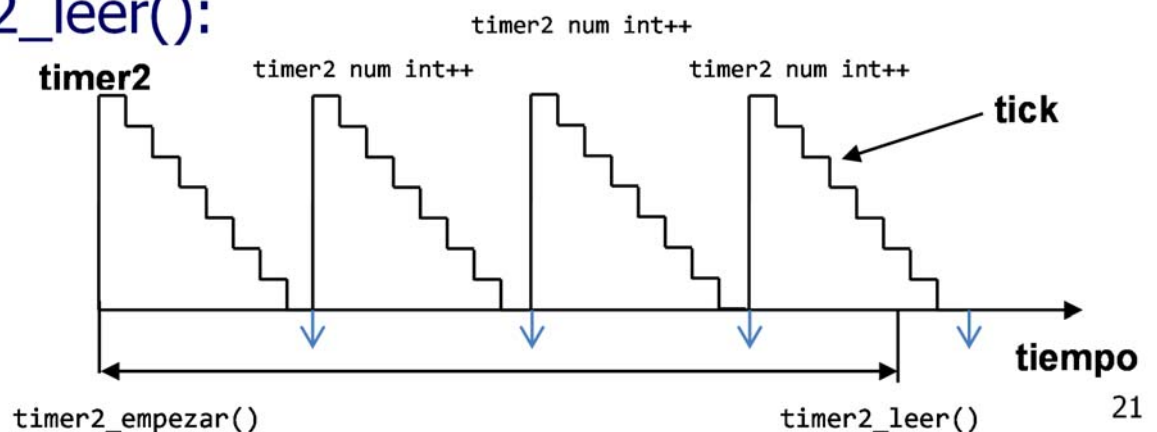 2_leer():
timer2 num int++
timer2
timer2 num int++
timer2 num int++
tick
tiempo
timer2_empezar()
timer2_leer()
21